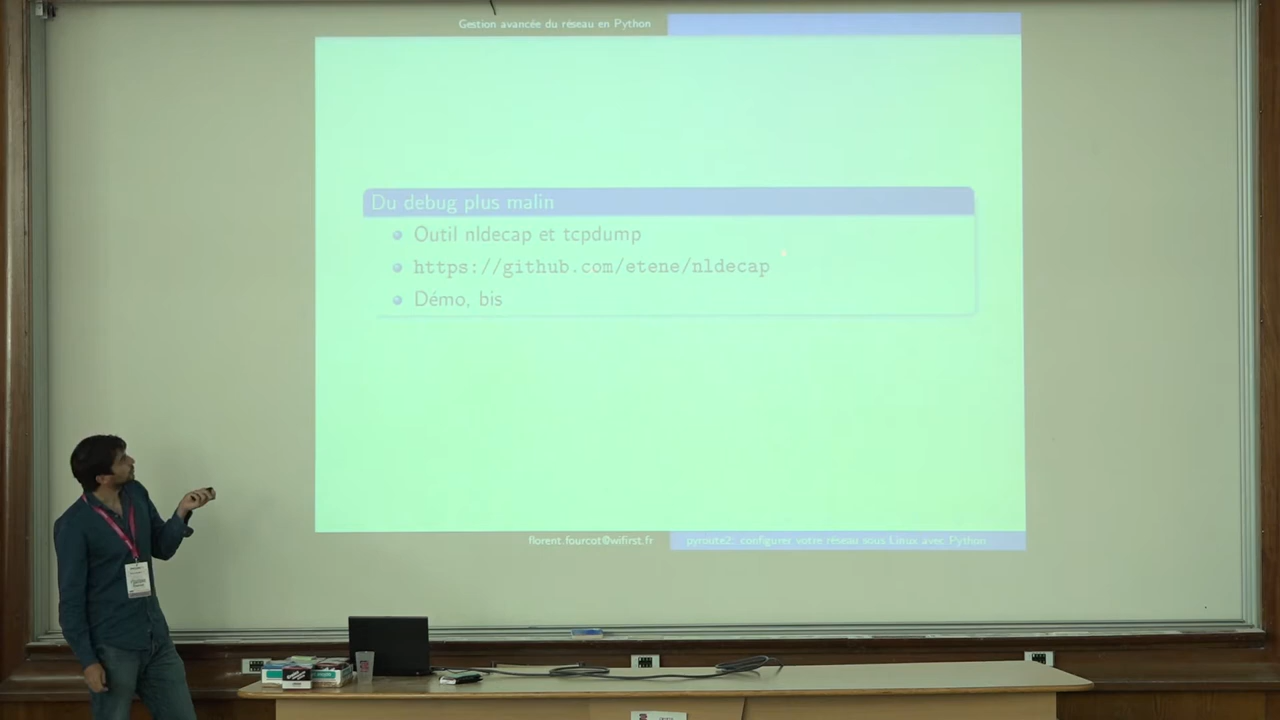 Gestion avancée du réseau en Python
Du debug plus malin
Outil nldecap et tcpdump
https://github.com/etene/nldecap
Démo, bis
florent.fourcot@wifirst.fr
pyroute2: configurer votre réseau sous Linux avec Python